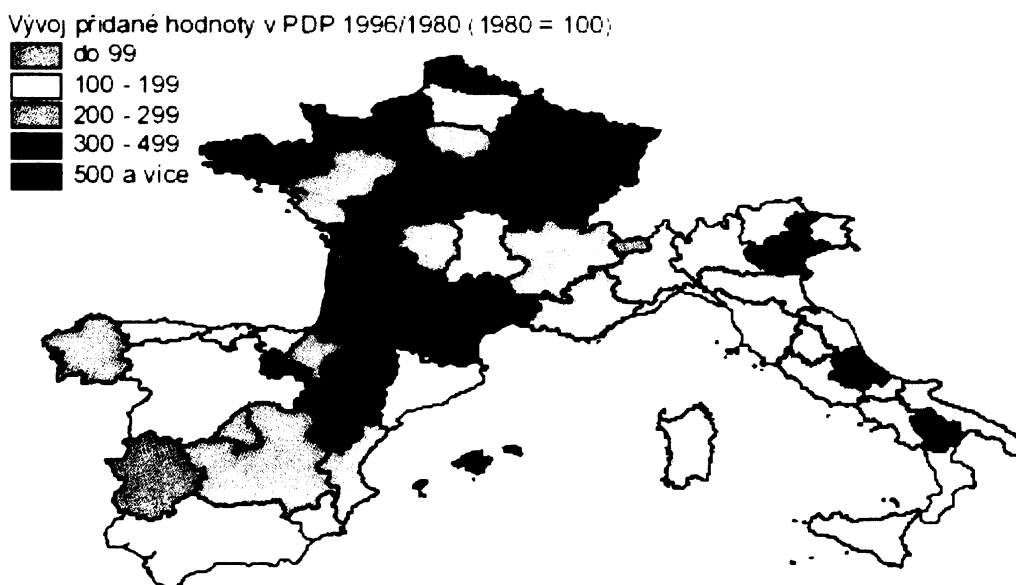 Vývoj přidané hodnoty v PDP 1996/1980 (1980 = 100)
do 99
100 - 199
200 - 299
300 - 499
500 a více